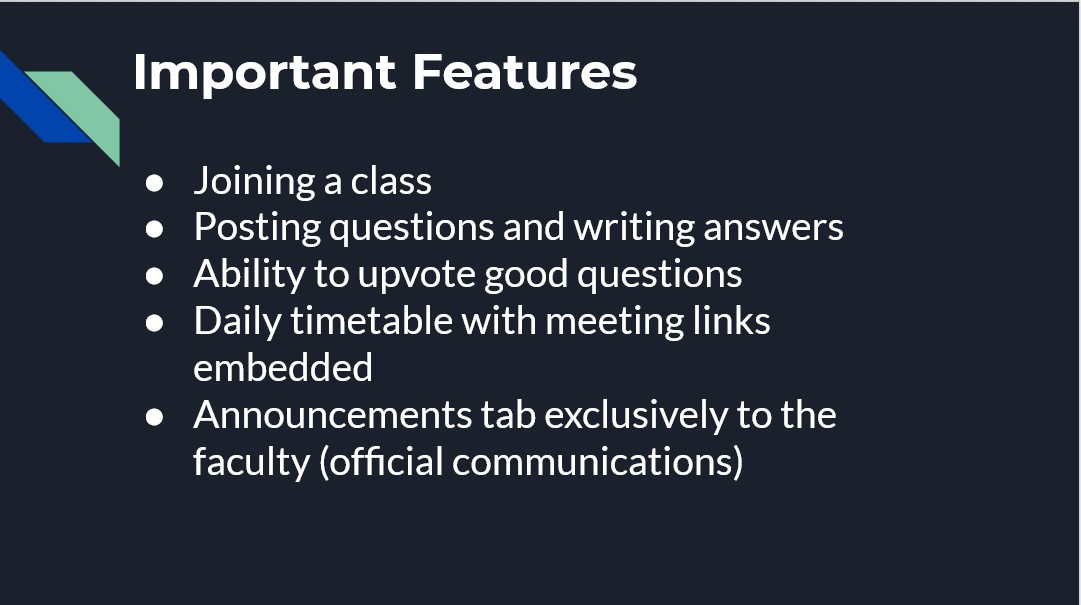 Important Features
● Joining a class
● Posting questions and writing answers
● Ability to upvote good questions
● Daily timetable with meeting links
embedded
● Announcements tab exclusively to the
faculty (official communications)